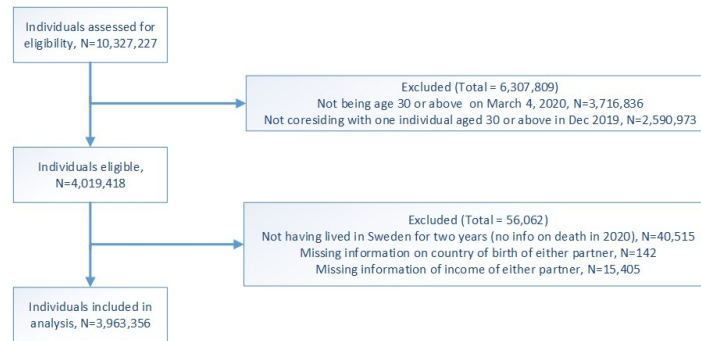 Individuals assessed for
eligibility, N=10,327,227
Excluded (Total = 6,307,809)
Not being age 30 or above on March 4, 2020, N=3,716,836
Not coresiding with one individual aged 30 or above in Dec 2019, N=2,590,973
Individuals eligible,
N=4,019,418
Excluded (Total = 56,062)
Not having lived in Sweden for two years (no info on death in 2020), N=40,515
Missing information on country of birth of either partner, N=142
Missing information of income of either partner, N=15,405
Individuals included in
analysis, N=3,963,356